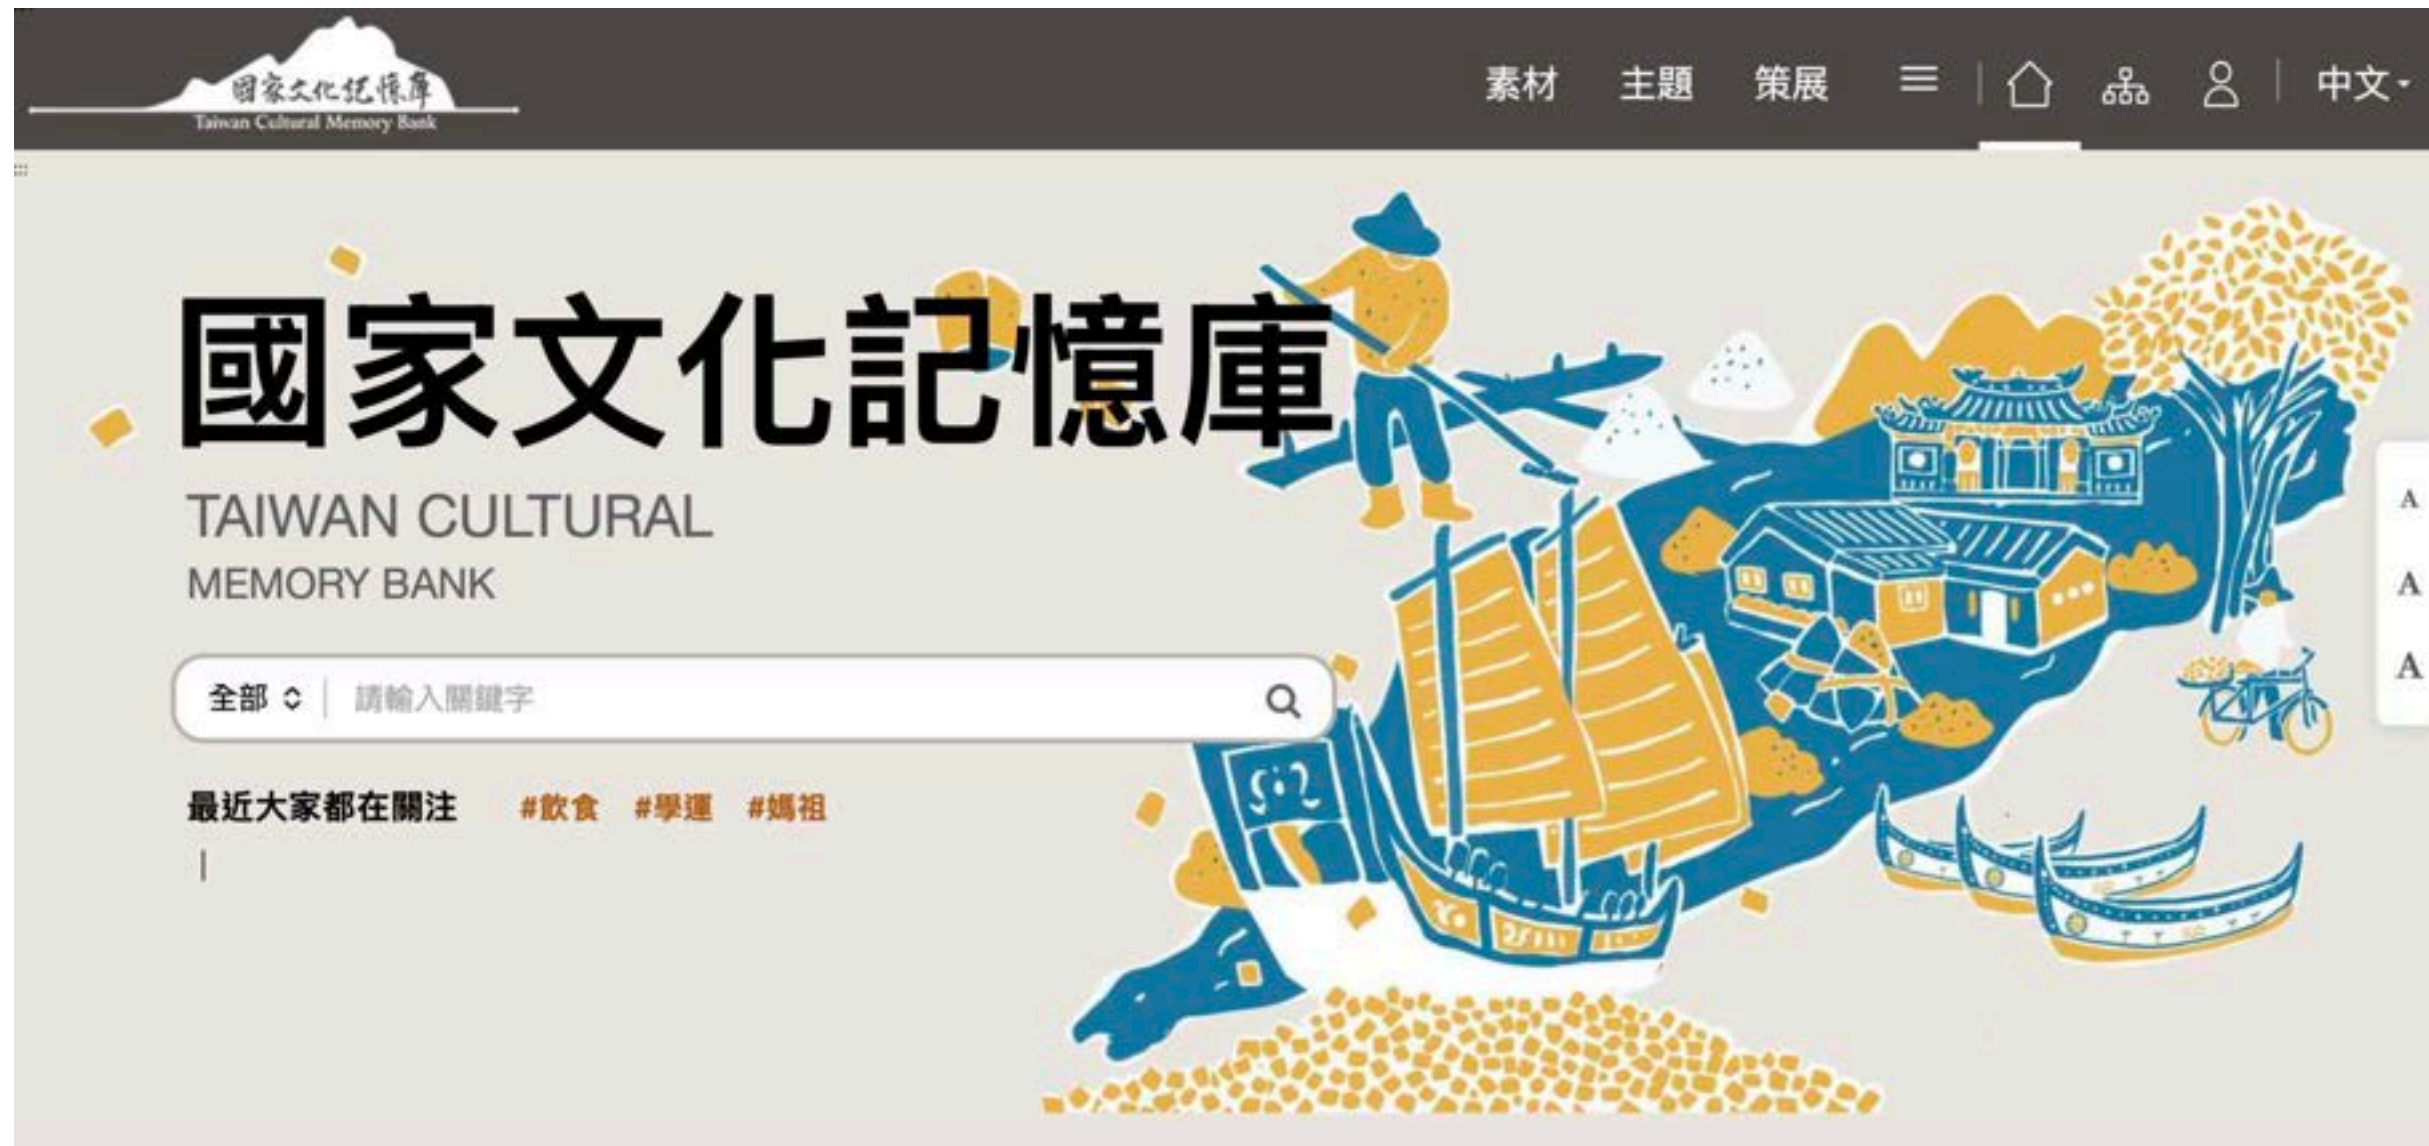 國家文化記憶庫
Taiwan Cultural Memory Bank
素材 主題 策展 中文
國家文化記憶庫
TAIWAN CULTURAL
MEMORY BANK
全部 請輸入關鍵字
最近大家都在關注 #飲食 #學運 #媽祖
A
A
A